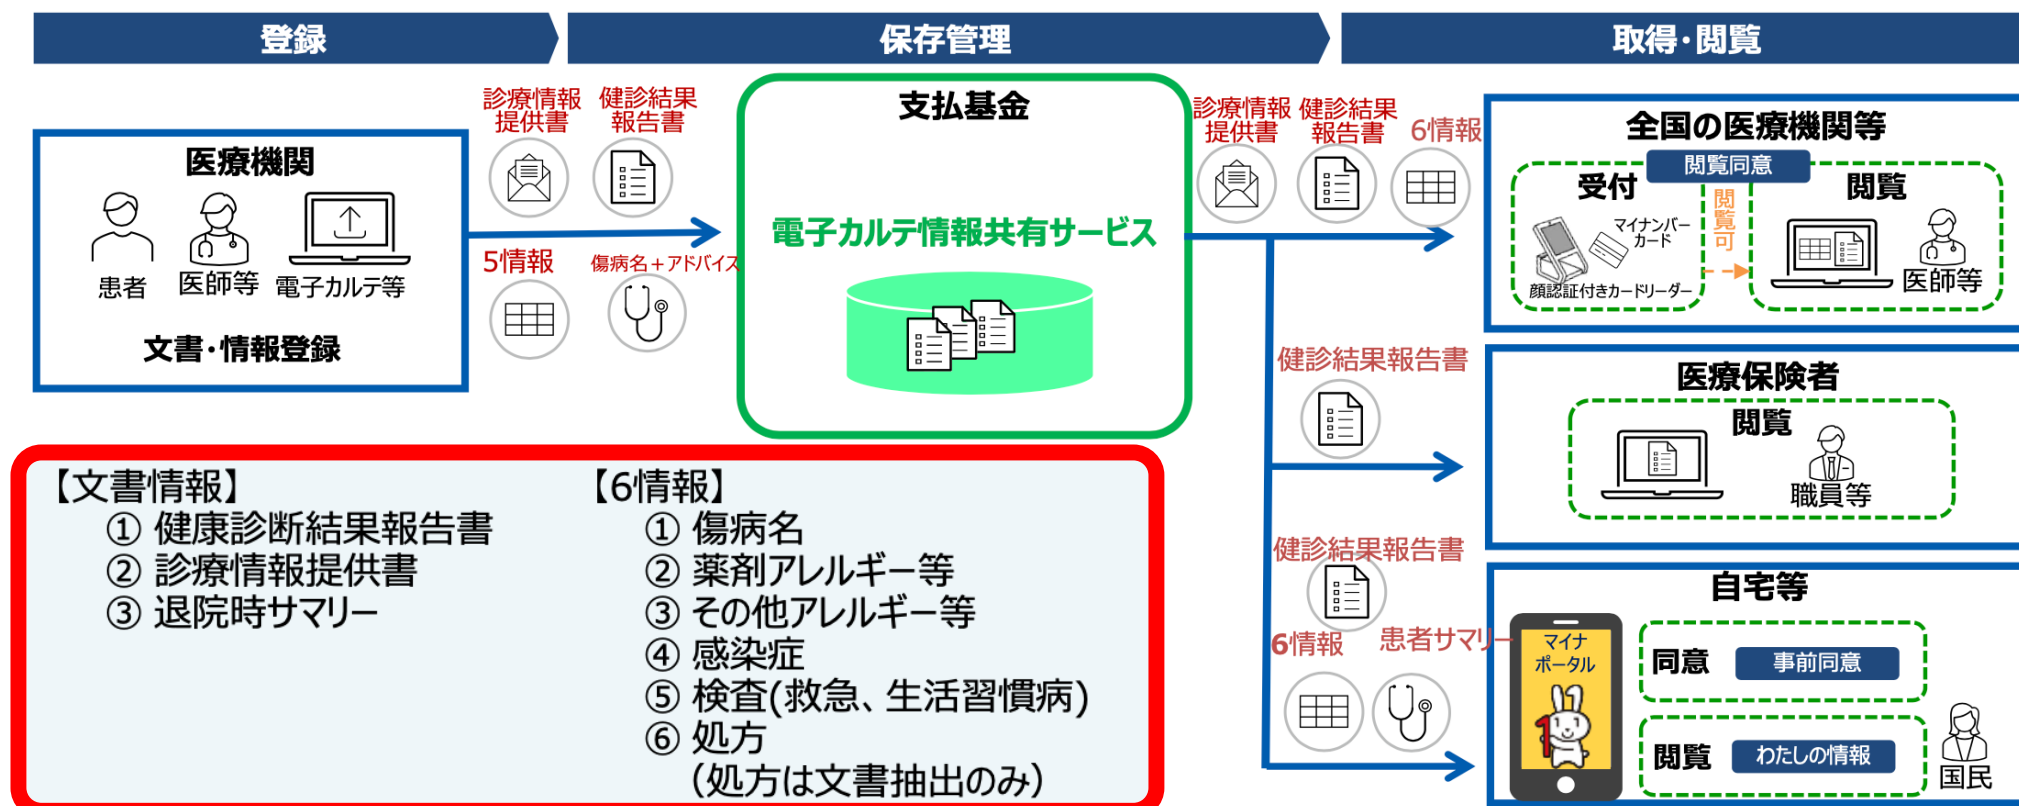 登録
保存管理
取得・閲覧
医療機関
患者
医師等
電子カルテ等
文書・情報登録
診療情報
提供書
健診結果
報告書
5情報
傷病名＋アドバイス
支払基金
電子カルテ情報共有サービス
診療情報
提供書
健診結果
報告書
6情報
全国の医療機関等
閲覧同意
受付
マイナンバー
カード
顔認証付きカードリーダー
閲覧可
閲覧
医師等
健診結果報告書
医療保険者
閲覧
職員等
健診結果報告書
6情報
患者サマリー
自宅等
マイナ
ポータル
1
同意
事前同意
閲覧
わたしの情報
国民
【文書情報】
① 健康診断結果報告書
② 診療情報提供書
③ 退院時サマリー
【6情報】
① 傷病名
② 薬剤アレルギー等
③ その他アレルギー等
④ 感染症
⑤ 検査(救急、生活習慣病)
⑥ 処方
（処方は文書抽出のみ）